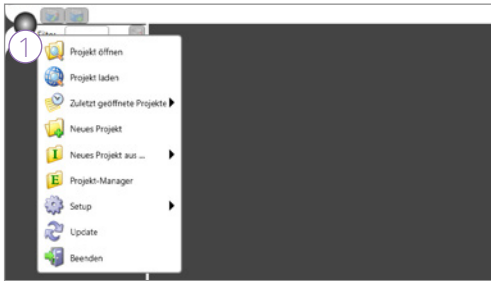 1
Projekt öffnen
Projekt laden
Zuletzt geöffnete Projekte
Neues Projekt
Neues Projekt aus ...
Projekt-Manager
Setup
Update
Beenden